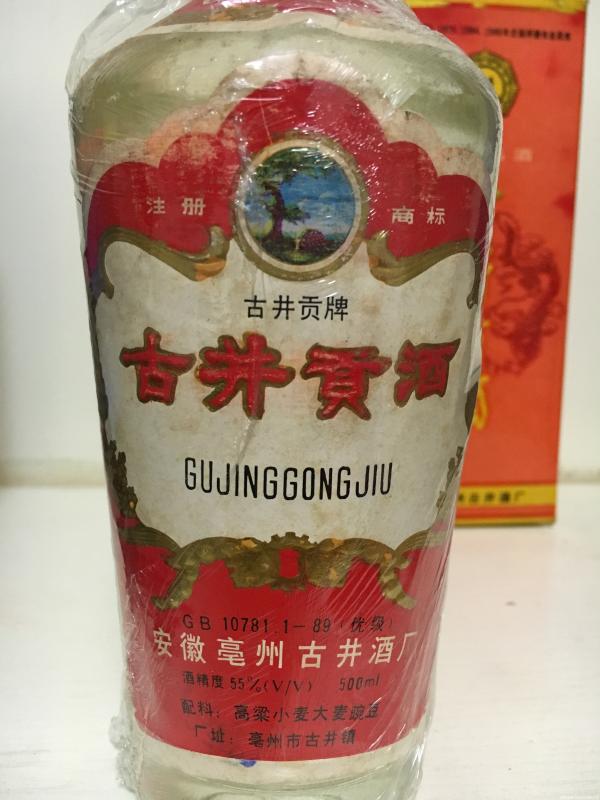 注册 商标
古井贡牌
古井貢酒
GUJINGGONGJIU
GB 10781.1-89(优级)
安徽亳州古井酒厂
酒精度 55%(V/V) 500ml
配料: 高粱小麦大麦豌豆
厂址: 亳州市古井镇
酒